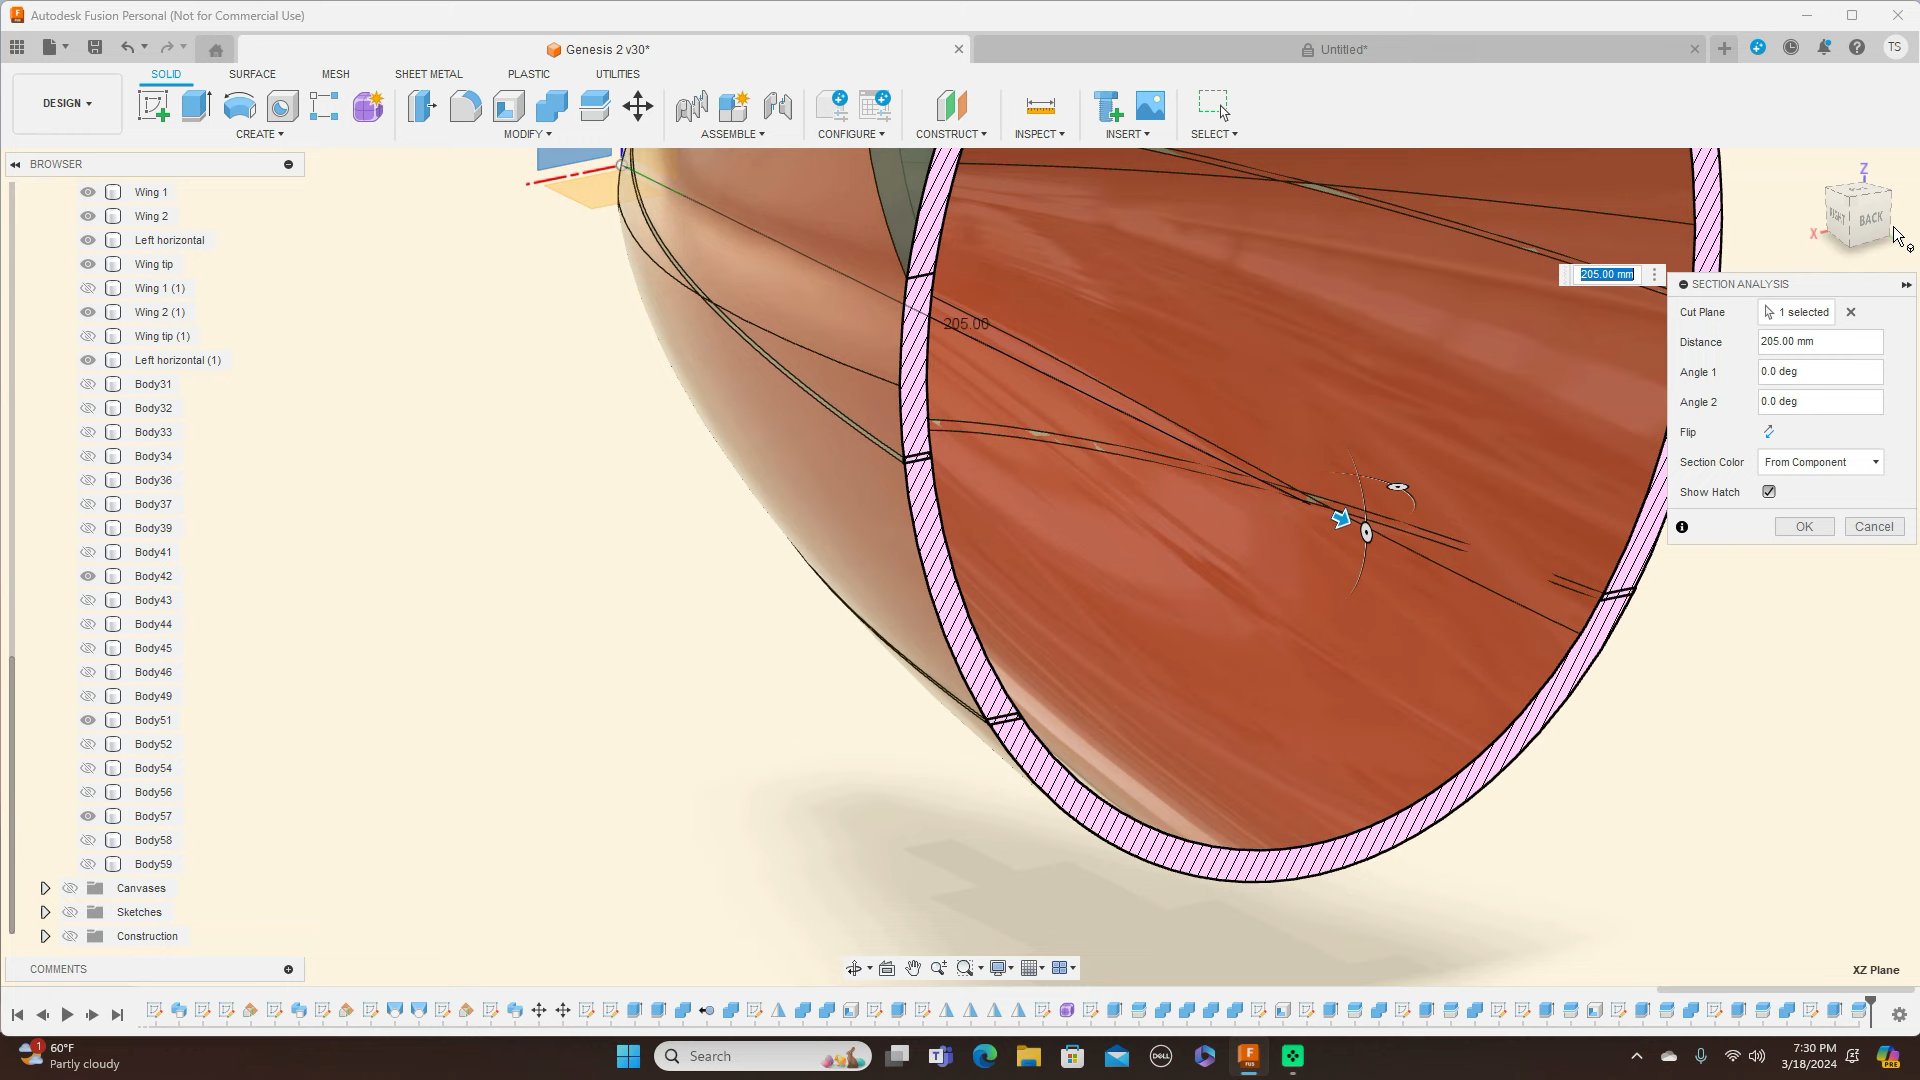 Autodesk Fusion Personal (Not for Commercial Use)
Genesis 2 v30*
Untitled*
TS
DESIGN
SOLID
SURFACE
MESH
SHEET METAL
PLASTIC
UTILITIES
CREATE
MODIFY
ASSEMBLE
CONFIGURE
CONSTRUCT
INSPECT
INSERT
SELECT
BROWSER
Wing 1
Wing 2
Left horizontal
Wing tip
Wing 1 (1)
Wing 2 (1)
Wing tip (1)
Left horizontal (1)
Body31
Body32
Body33
Body34
Body36
Body37
Body39
Body41
Body42
Body43
Body44
Body45
Body46
Body49
Body51
Body52
Body54
Body56
Body57
Body58
Body59
Canvases
Sketches
Construction
COMMENTS
205.00
205.00 mm
Z
X
RIGHT
BACK
SECTION ANALYSIS
Cut Plane
1 selected
Distance
205.00 mm
Angle 1
0.0 deg
Angle 2
0.0 deg
Flip
Section Color
From Component
Show Hatch
OK
Cancel
XZ Plane
1
60°F
Partly cloudy
Search
DELL
FUS
7:30 PM
3/18/2024
PRE